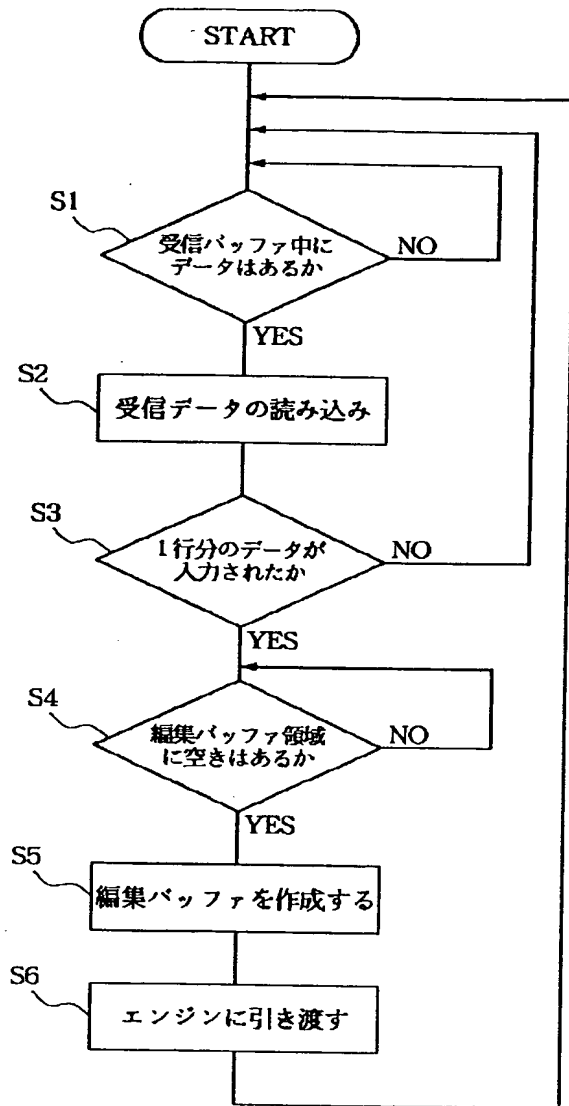 START
S1
受信バッファ中に
データはあるか
NO
YES
S2
受信データの読み込み
S3
1行分のデータが
入力されたか
NO
YES
S4
編集バッファ領域
に空きはあるか
NO
YES
S5
編集バッファを作成する
S6
エンジンに引き渡す